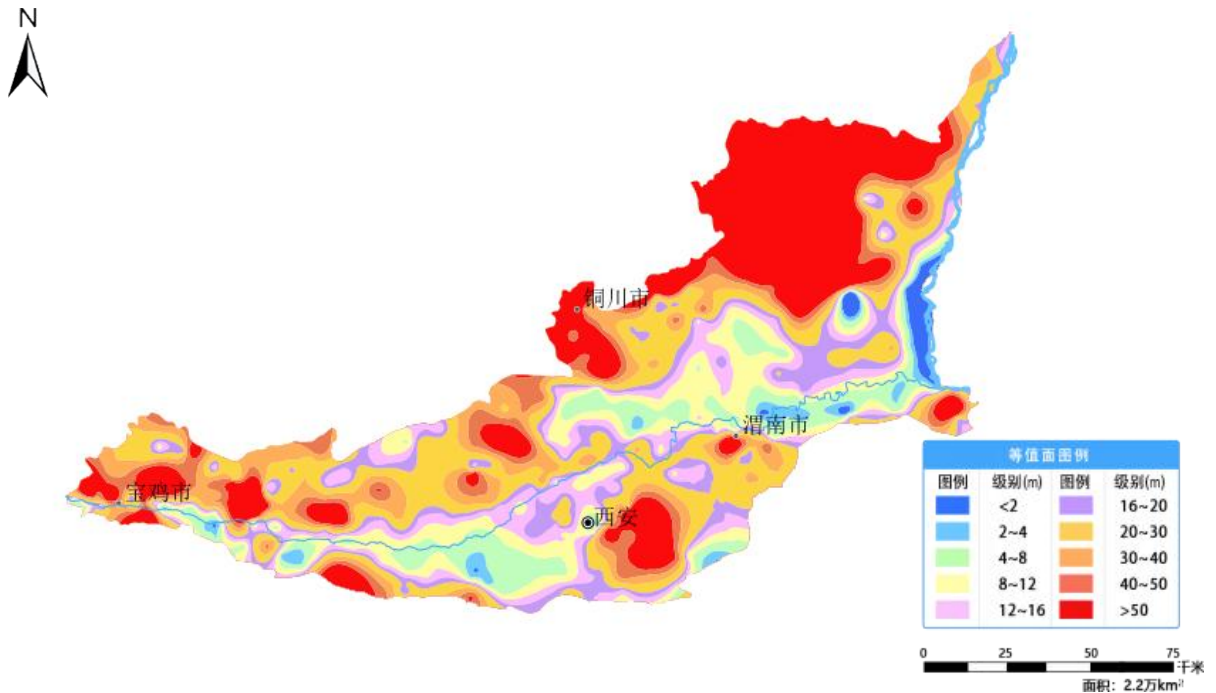 N
铜川市
渭南市
宝鸡市
西安
等值面图例
图例 级别(m) 图例 级别(m)
<2 16~20
2~4 20~30
4~8 30~40
8~12 40~50
12~16 >50
0 25 50 75
千米
面积：2.2万km²